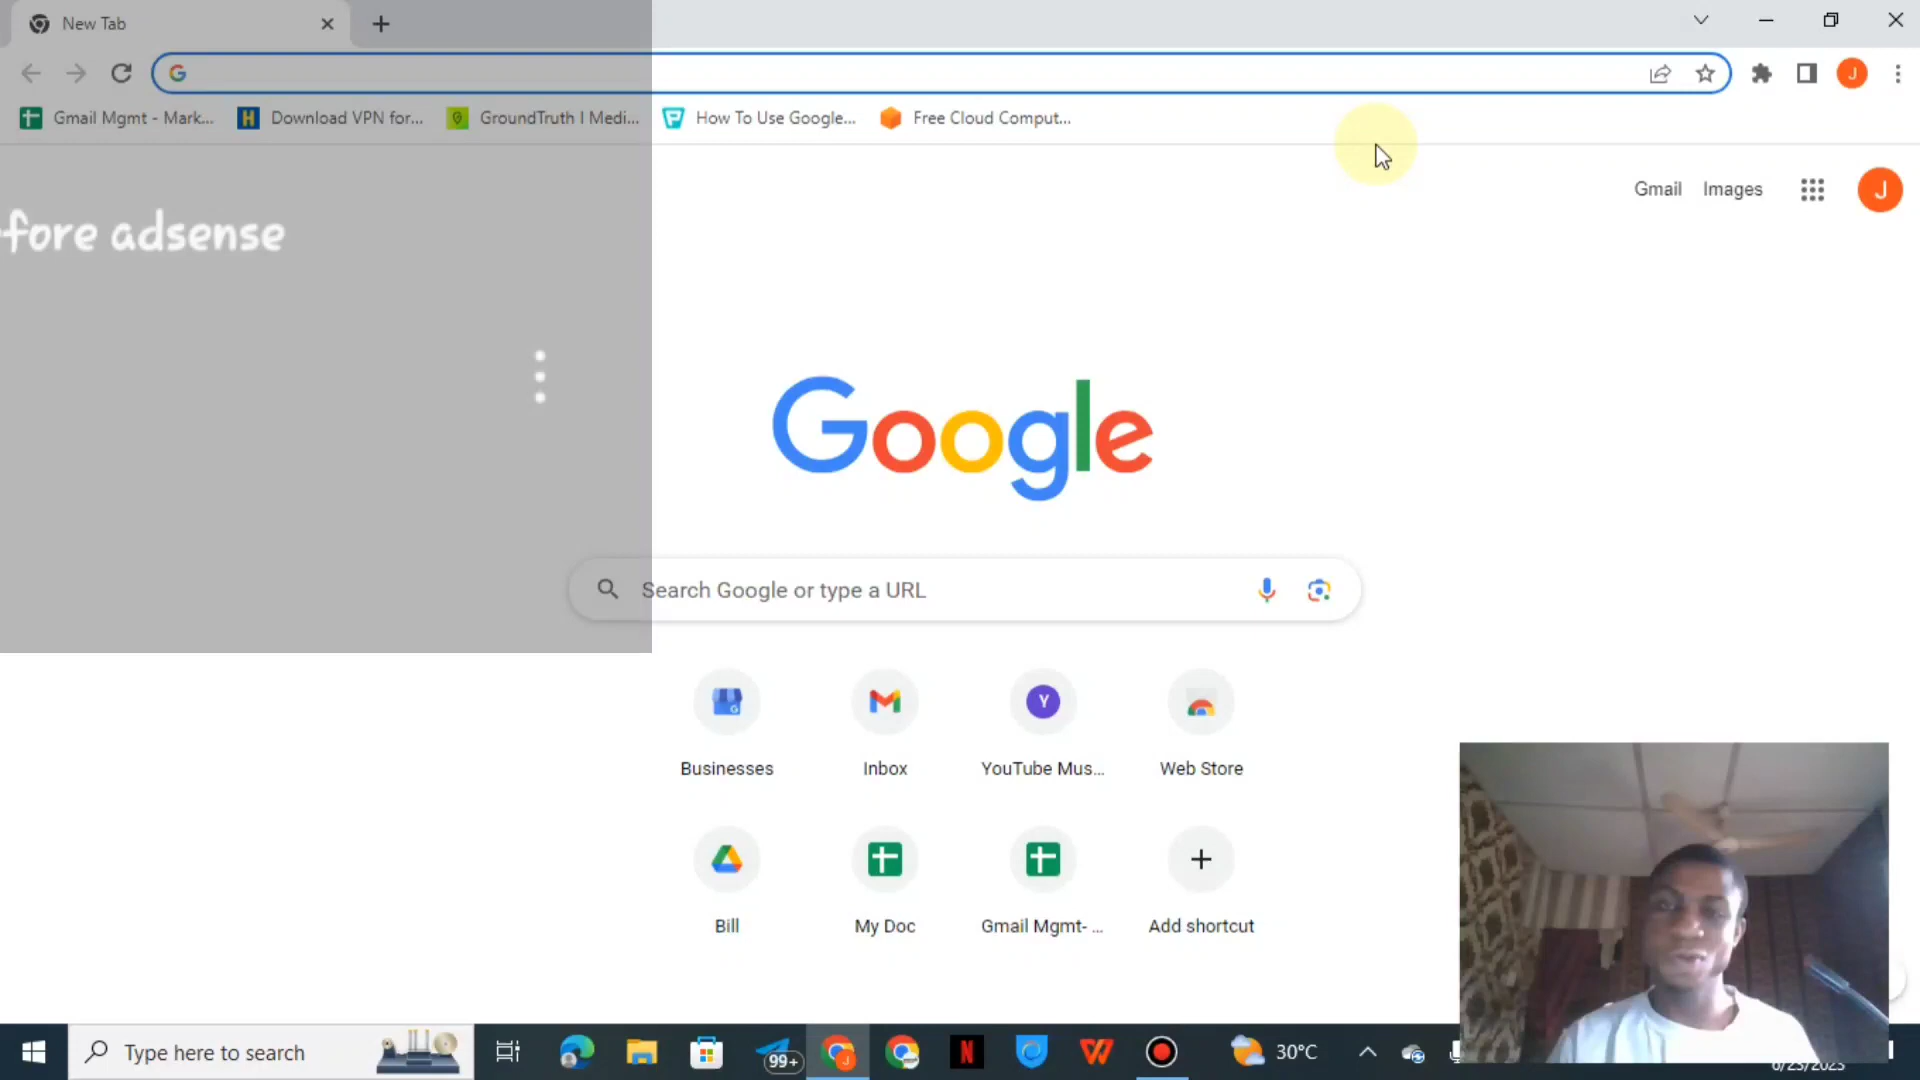 New Tab
Gmail Mgmt - Mark...
Download VPN for...
GroundTruth I Medi...
How To Use Google...
Free Cloud Comput...
J
Gmail
Images
J
fore adsense
Google
Search Google or type a URL
Y
Businesses
Inbox
YouTube Mus...
Web Store
Bill
My Doc
Gmail Mgmt- ...
Add shortcut
Type here to search
99+
J
N
30°C